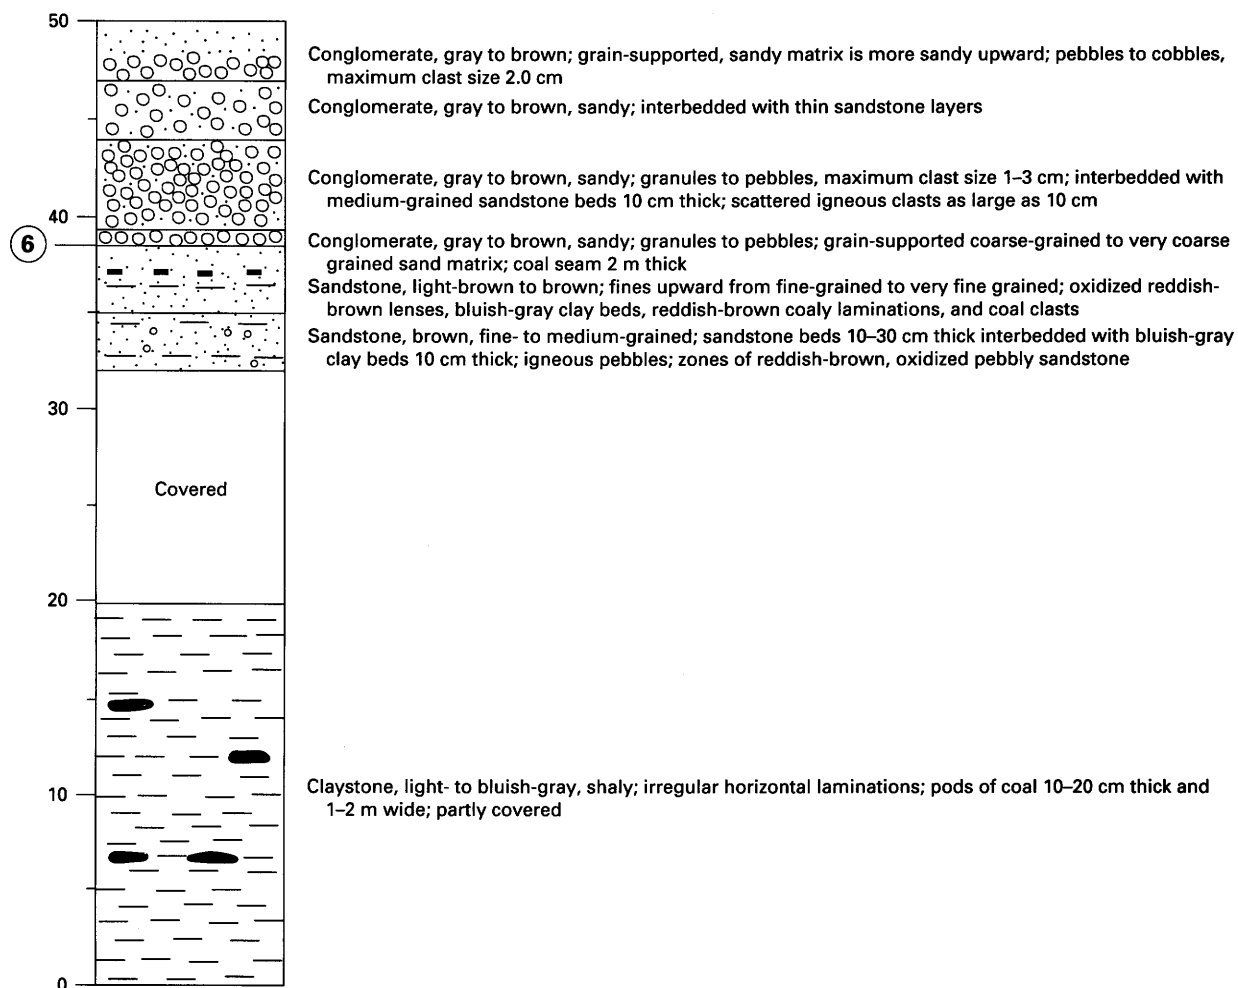 50
Conglomerate, gray to brown; grain-supported, sandy matrix is more sandy upward; pebbles to cobbles,
maximum clast size 2.0 cm
Conglomerate, gray to brown, sandy; interbedded with thin sandstone layers
Conglomerate, gray to brown, sandy; granules to pebbles, maximum clast size 1–3 cm; interbedded with
medium-grained sandstone beds 10 cm thick; scattered igneous clasts as large as 10 cm
40
6
Conglomerate, gray to brown, sandy; granules to pebbles; grain-supported coarse-grained to very coarse
grained sand matrix; coal seam 2 m thick
Sandstone, light-brown to brown; fines upward from fine-grained to very fine grained; oxidized reddish-
brown lenses, bluish-gray clay beds, reddish-brown coaly laminations, and coal clasts
Sandstone, brown, fine- to medium-grained; sandstone beds 10–30 cm thick interbedded with bluish-gray
clay beds 10 cm thick; igneous pebbles; zones of reddish-brown, oxidized pebbly sandstone
30
Covered
20
10
Claystone, light- to bluish-gray, shaly; irregular horizontal laminations; pods of coal 10–20 cm thick and
1–2 m wide; partly covered
0